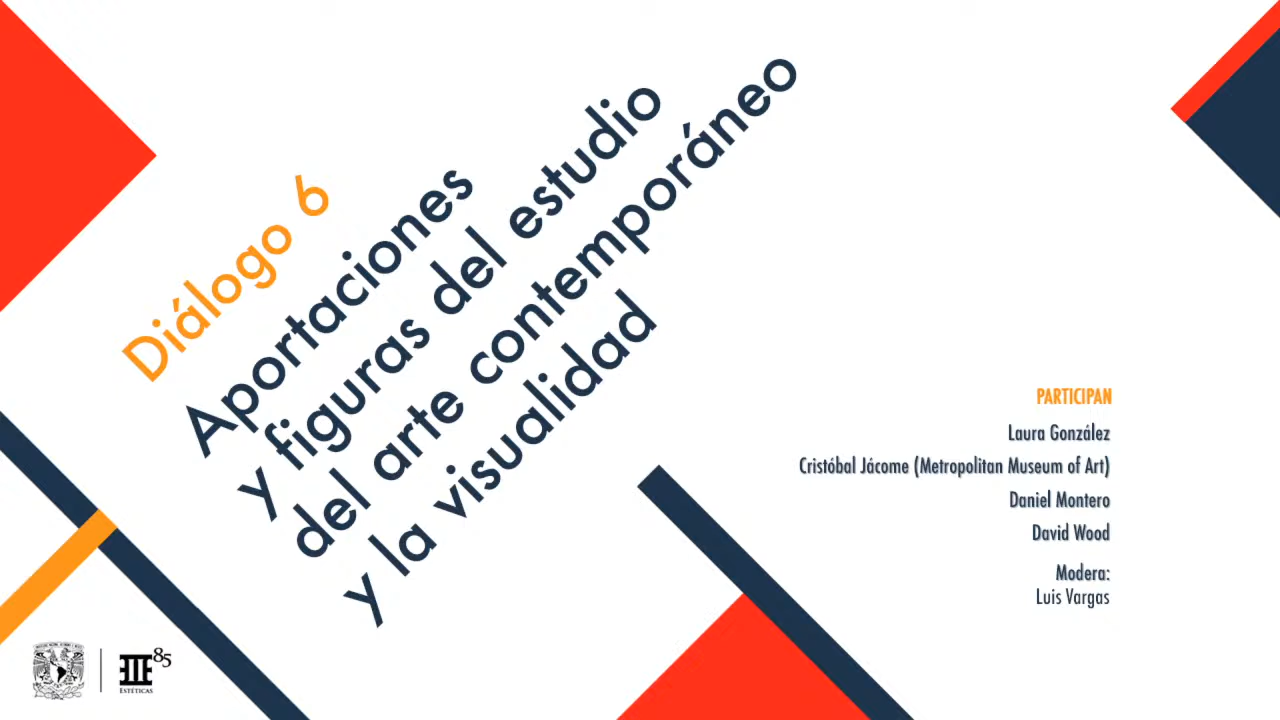 Diálogo 6
Aportaciones
y figuras del estudio
del arte contemporáneo
y la visualidad
PARTICIPAN
Laura González
Cristóbal Jácome (Metropolitan Museum of Art)
Daniel Montero
David Wood
Modera:
Luis Vargas
85
ESTÉTICAS